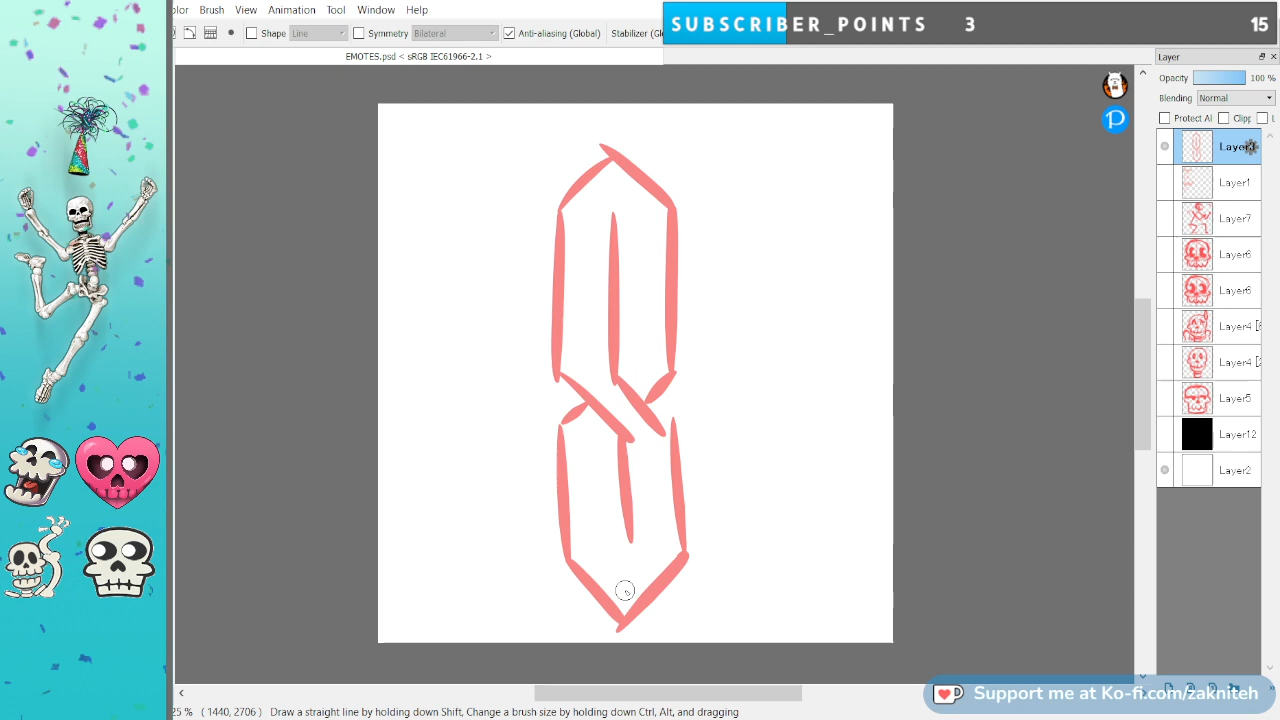 olor Brush View Animation Tool Window Help
SUBSCRIBER_POINTS 3 15
Shape Line Symmetry Bilateral Anti-aliasing (Global) Stabilizer (Gl
EMOTES.psd < sRGB IEC61966-2.1 >
Layer
Opacity 100 %
Blending Normal
Protect Al Clipp L
Layer1
Layer7
Layer6
Layer6
Layer4
Layer4
Layer5
Layer12
Layer2
Support me at Ko-fi.com/zakniteh
25 % ( 1440, 2706 ) Draw a straight line by holding down Shift, Change a brush size by holding down Ctrl, Alt, and dragging